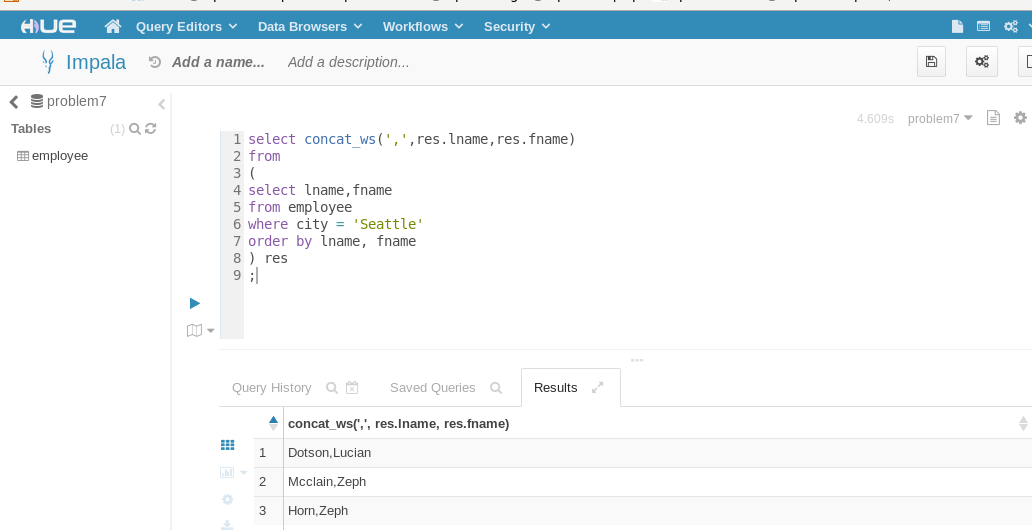 HUE Query Editors Data Browsers Workflows Security
Impala Add a name... Add a description...
problem7
Tables (1)
employee
4.609s problem7
1 select concat_ws(',',res.lname,res.fname)
2 from
3 (
4 select lname,fname
5 from employee
6 where city = 'Seattle'
7 order by lname, fname
8 ) res
9 ;
Query History Saved Queries Results
concat_ws(',', res.lname, res.fname)
1 Dotson,Lucian
2 Mcclain,Zeph
3 Horn,Zeph